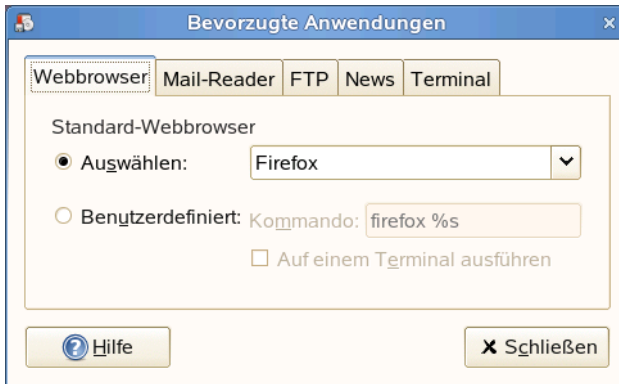 Bevorzugte Anwendungen
Webbrowser Mail-Reader FTP News Terminal
Standard-Webbrowser
Auswählen: Firefox
Benutzerdefiniert: Kommando: firefox %s
Auf einem Terminal ausführen
Hilfe Schließen